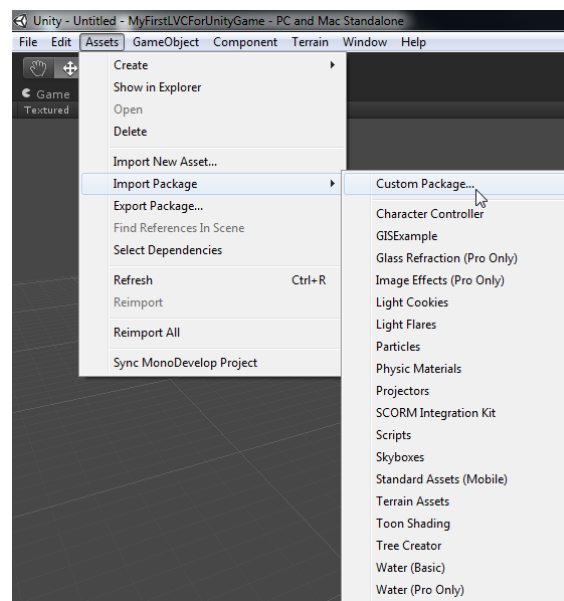 Unity - Untitled - MyFirstLVCForUnityGame - PC and Mac Standalone
File Edit Assets GameObject Component Terrain Window Help
Game
Textured
Create
Show in Explorer
Open
Delete
Import New Asset...
Import Package
Export Package...
Find References In Scene
Select Dependencies
Refresh Ctrl+R
Reimport
Reimport All
Sync MonoDevelop Project
Custom Package...
Character Controller
GISExample
Glass Refraction (Pro Only)
Image Effects (Pro Only)
Light Cookies
Light Flares
Particles
Physic Materials
Projectors
SCORM Integration Kit
Scripts
Skyboxes
Standard Assets (Mobile)
Terrain Assets
Toon Shading
Tree Creator
Water (Basic)
Water (Pro Only)